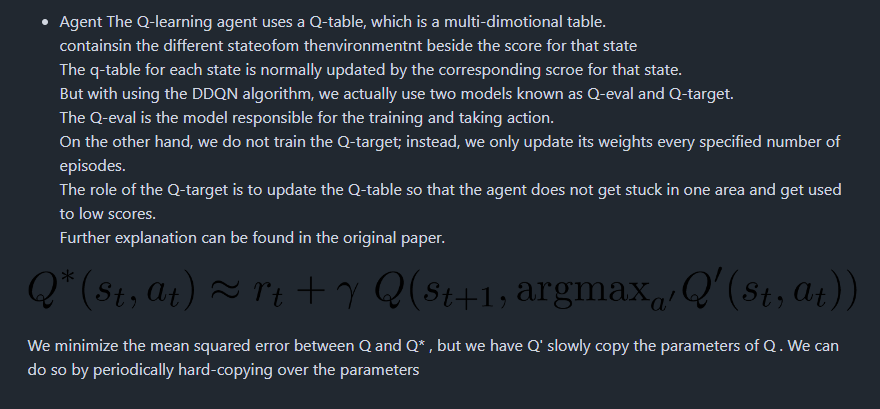 • Agent The Q-learning agent uses a Q-table, which is a multi-dimotional table.
containsin the different stateofom thenvironmentnt beside the score for that state
The q-table for each state is normally updated by the corresponding scroe for that state.
But with using the DDQN algorithm, we actually use two models known as Q-eval and Q-target.
The Q-eval is the model responsible for the training and taking action.
On the other hand, we do not train the Q-target; instead, we only update its weights every specified number of
episodes.
The role of the Q-target is to update the Q-table so that the agent does not get stuck in one area and get used
to low scores.
Further explanation can be found in the original paper.
Q*(s_t, a_t) ≈ r_t + γ Q(s_{t+1}, argmax_{a'} Q'(s_t, a_t))
We minimize the mean squared error between Q and Q* , but we have Q' slowly copy the parameters of Q . We can
do so by periodically hard-copying over the parameters